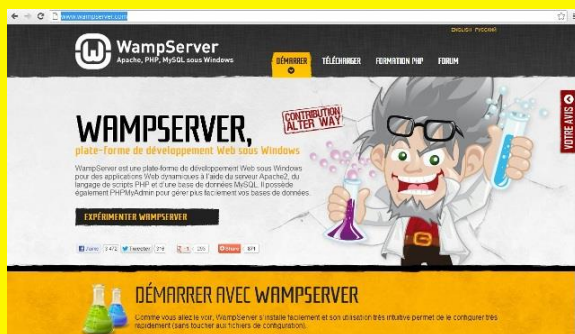 www.wampserver.com
ENGLISH РУССКИЙ
WampServer
Apache, PHP, MySQL sous Windows
DÉMARRER TÉLÉCHARGER FORMATION PHP FORUM
VOTRE AVIS
CONTRIBUTION
ALTER WAY
WAMPSERVER,
plate-forme de développement Web sous Windows
WampServer est une plate-forme de développement Web sous Windows
pour des applications Web dynamiques à l'aide du serveur Apache2, du
langage de scripts PHP et d'une base de données MySQL. Il possède
également PHPMyAdmin pour gérer plus facilement vos bases de données.
EXPÉRIMENTER WAMPSERVER
J'aime Tweeter Share
DÉMARRER AVEC WAMPSERVER
Comme vous allez le voir, WampServer s'installe facilement et son utilisation très intuitive permet de le configurer très
rapidement (sans toucher aux fichiers de configuration).